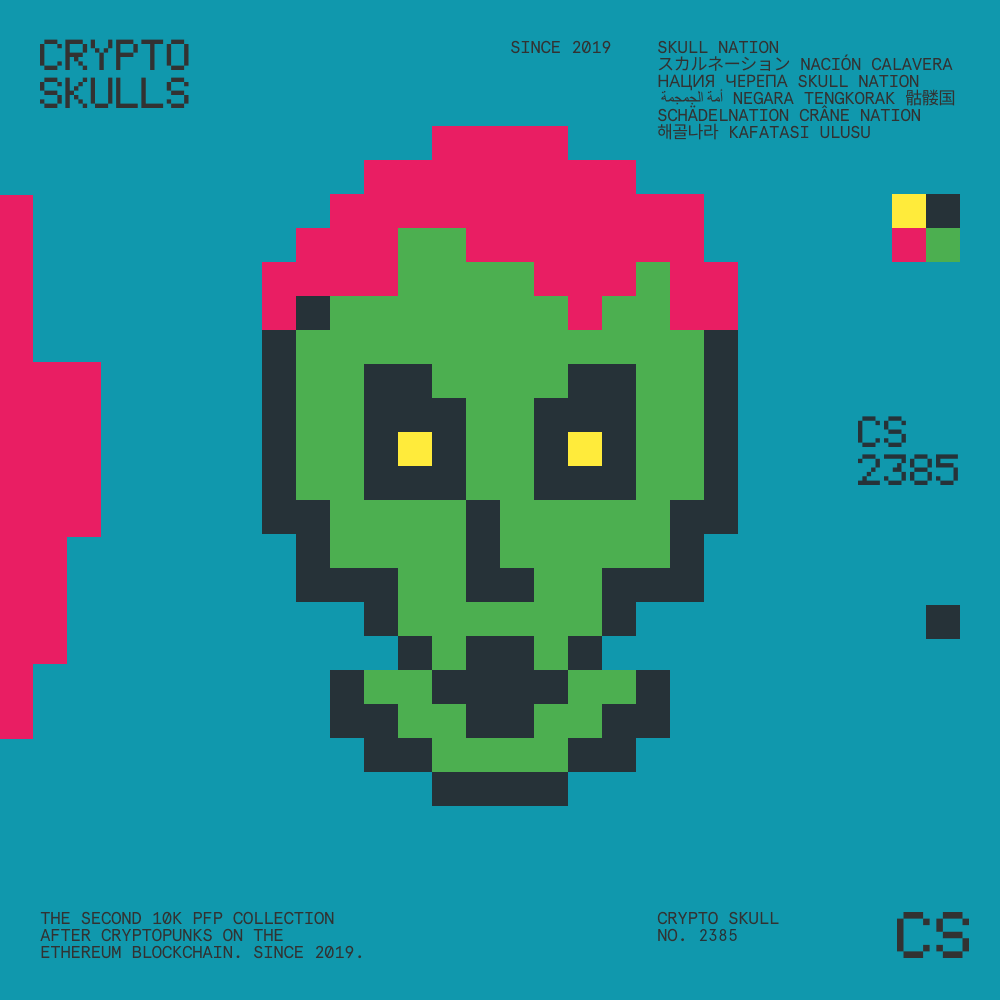 CRYPTO
SKULLS
SINCE 2019
SKULL NATION
スカルネーション NACIÓN CALAVERA
НАЦИЯ ЧЕРЕПА SKULL NATION
أمة الجمجمة NEGARA TENGKORAK 骷髅国
SCHÄDELNATION CRÂNE NATION
해골나라 KAFATASI ULUSU
CS
2385
THE SECOND 10K PFP COLLECTION
AFTER CRYPTOPUNKS ON THE
ETHEREUM BLOCKCHAIN. SINCE 2019.
CRYPTO SKULL
NO. 2385
CS